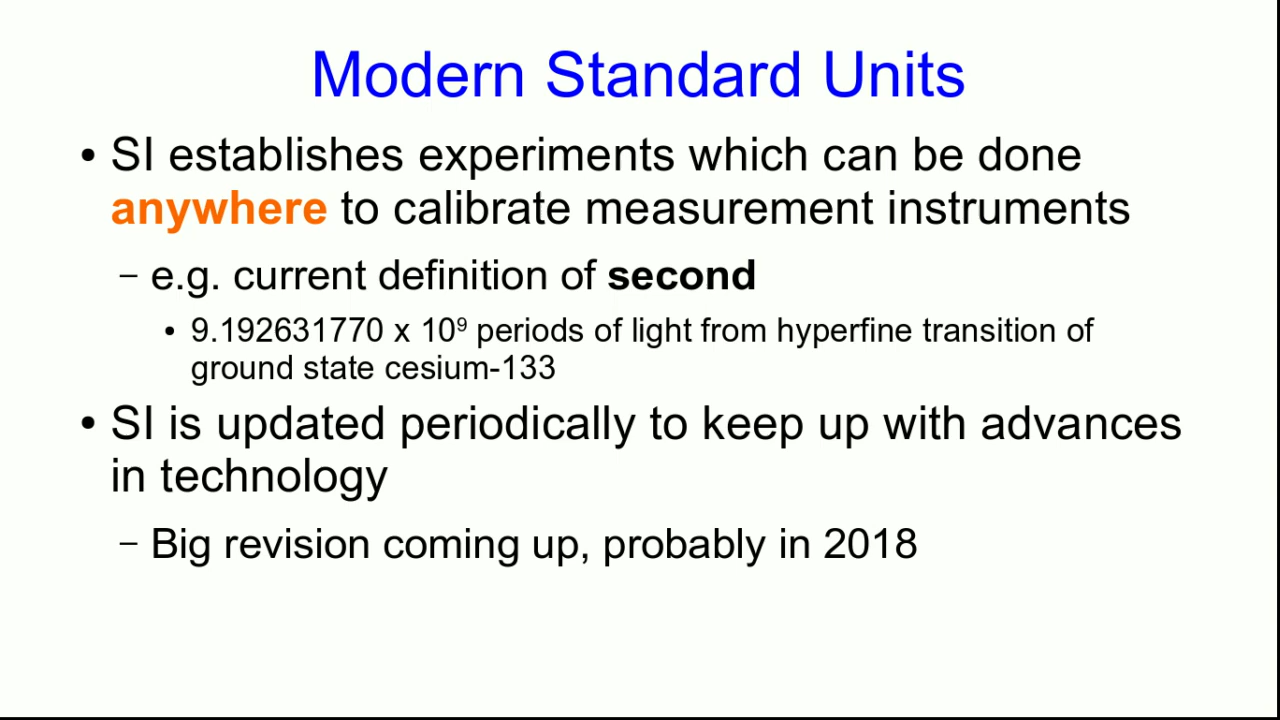 Modern Standard Units
• SI establishes experiments which can be done
anywhere to calibrate measurement instruments
– e.g. current definition of second
• 9.192631770 x 10⁹ periods of light from hyperfine transition of
ground state cesium-133
• SI is updated periodically to keep up with advances
in technology
– Big revision coming up, probably in 2018